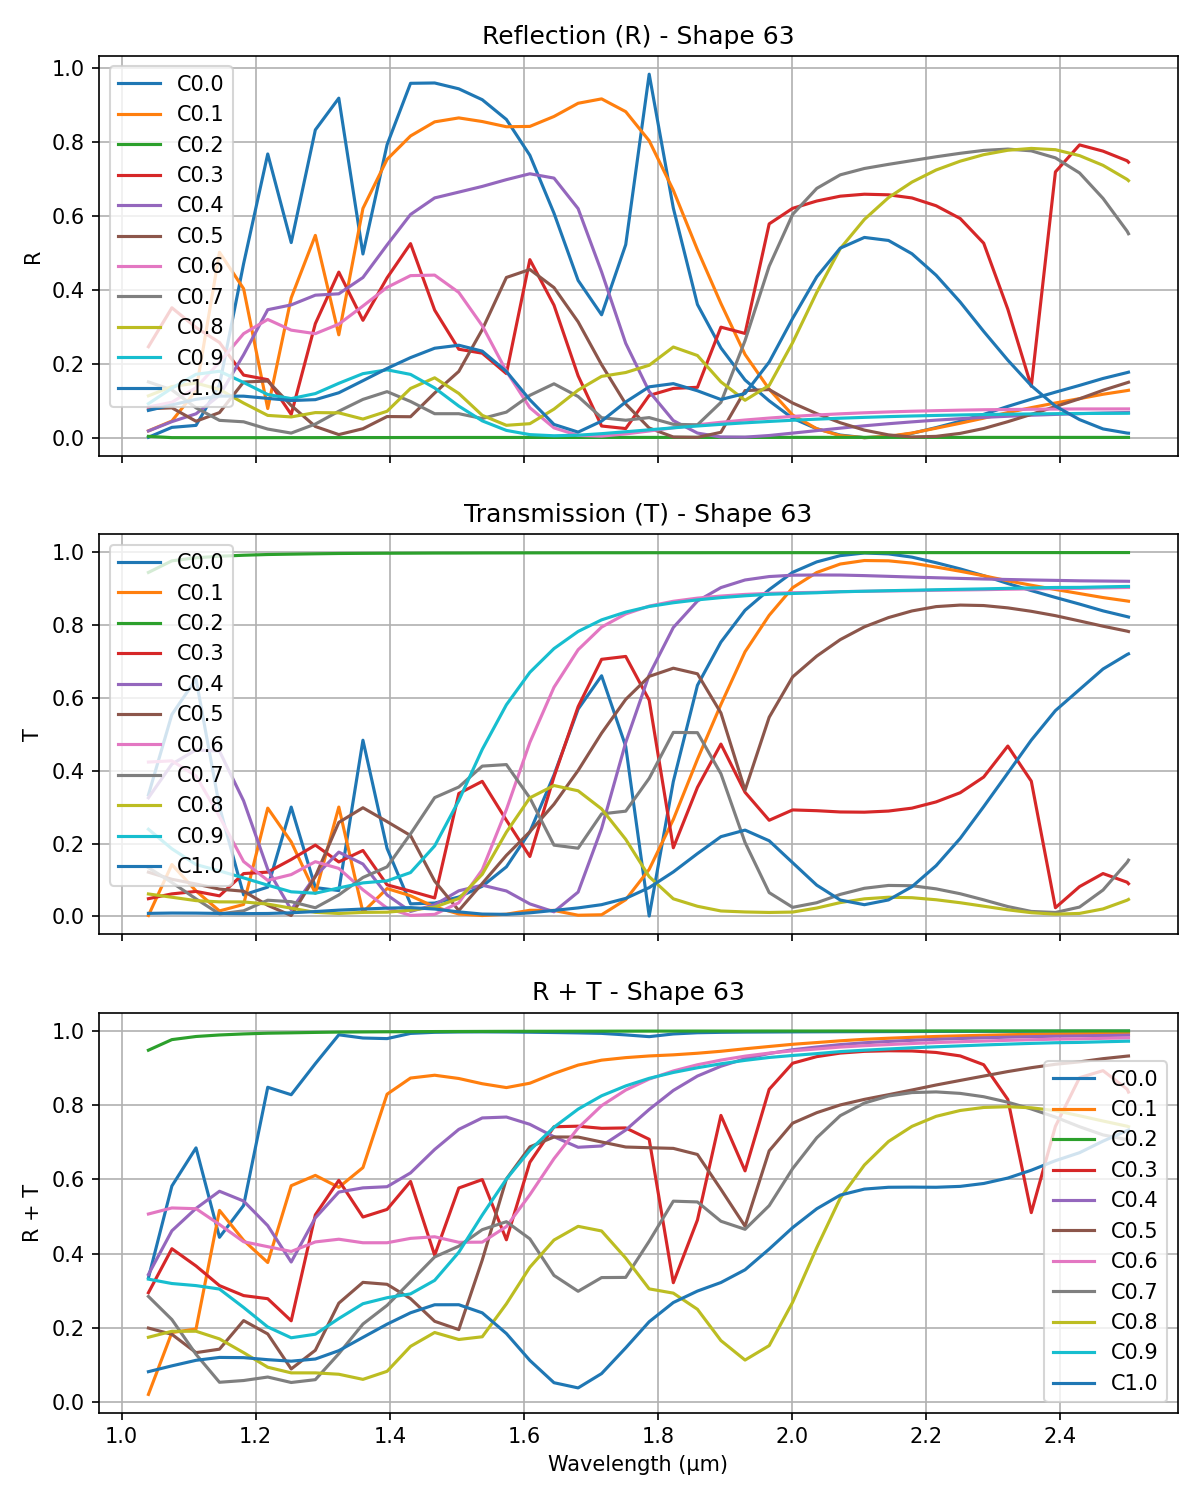 Reflection (R) - Shape 63
1.0
0.8
0.6
0.4
0.2
0.0
R
C0.0
C0.1
C0.2
C0.3
C0.4
C0.5
C0.6
C0.7
C0.8
C0.9
C1.0
Transmission (T) - Shape 63
1.0
0.8
0.6
0.4
0.2
0.0
T
C0.0
C0.1
C0.2
C0.3
C0.4
C0.5
C0.6
C0.7
C0.8
C0.9
C1.0
R + T - Shape 63
1.0
0.8
0.6
0.4
0.2
0.0
R + T
C0.0
C0.1
C0.2
C0.3
C0.4
C0.5
C0.6
C0.7
C0.8
C0.9
C1.0
1.0 1.2 1.4 1.6 1.8 2.0 2.2 2.4
Wavelength (μm)